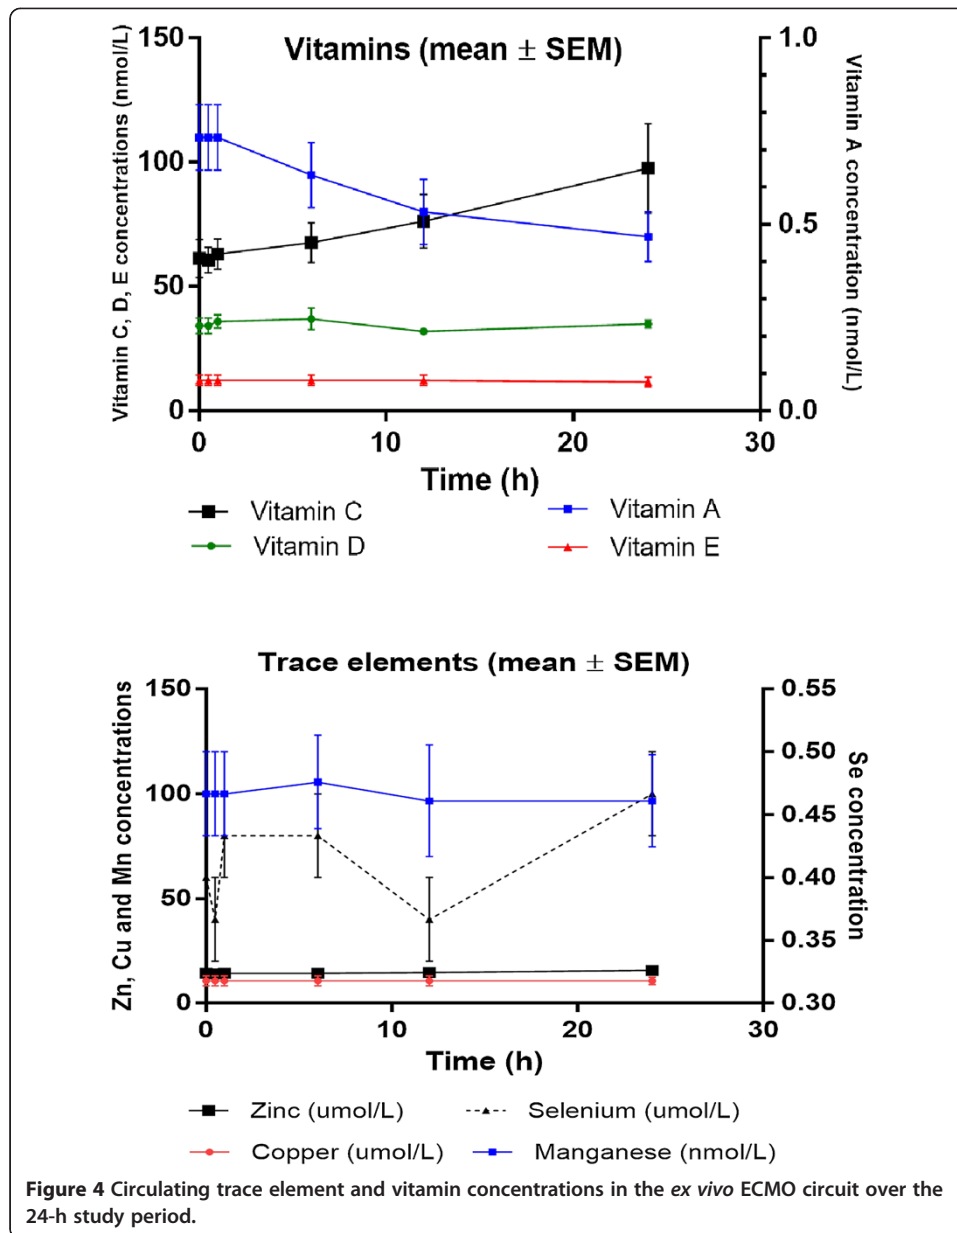 Vitamins (mean ± SEM)
Vitamin C, D, E concentrations (nmol/L)
150
100
50
0
1.0
0.5
0.0
Vitamin A concentration (nmol/L)
0
10
20
30
Time (h)
Vitamin C
Vitamin A
Vitamin D
Vitamin E
Trace elements (mean ± SEM)
Zn, Cu and Mn concentrations
150
100
50
0
0.55
0.50
0.45
0.40
0.35
0.30
Se concentration
0
10
20
30
Time (h)
Zinc (umol/L)
Selenium (umol/L)
Copper (umol/L)
Manganese (nmol/L)
Figure 4 Circulating trace element and vitamin concentrations in the ex vivo ECMO circuit over the
24-h study period.